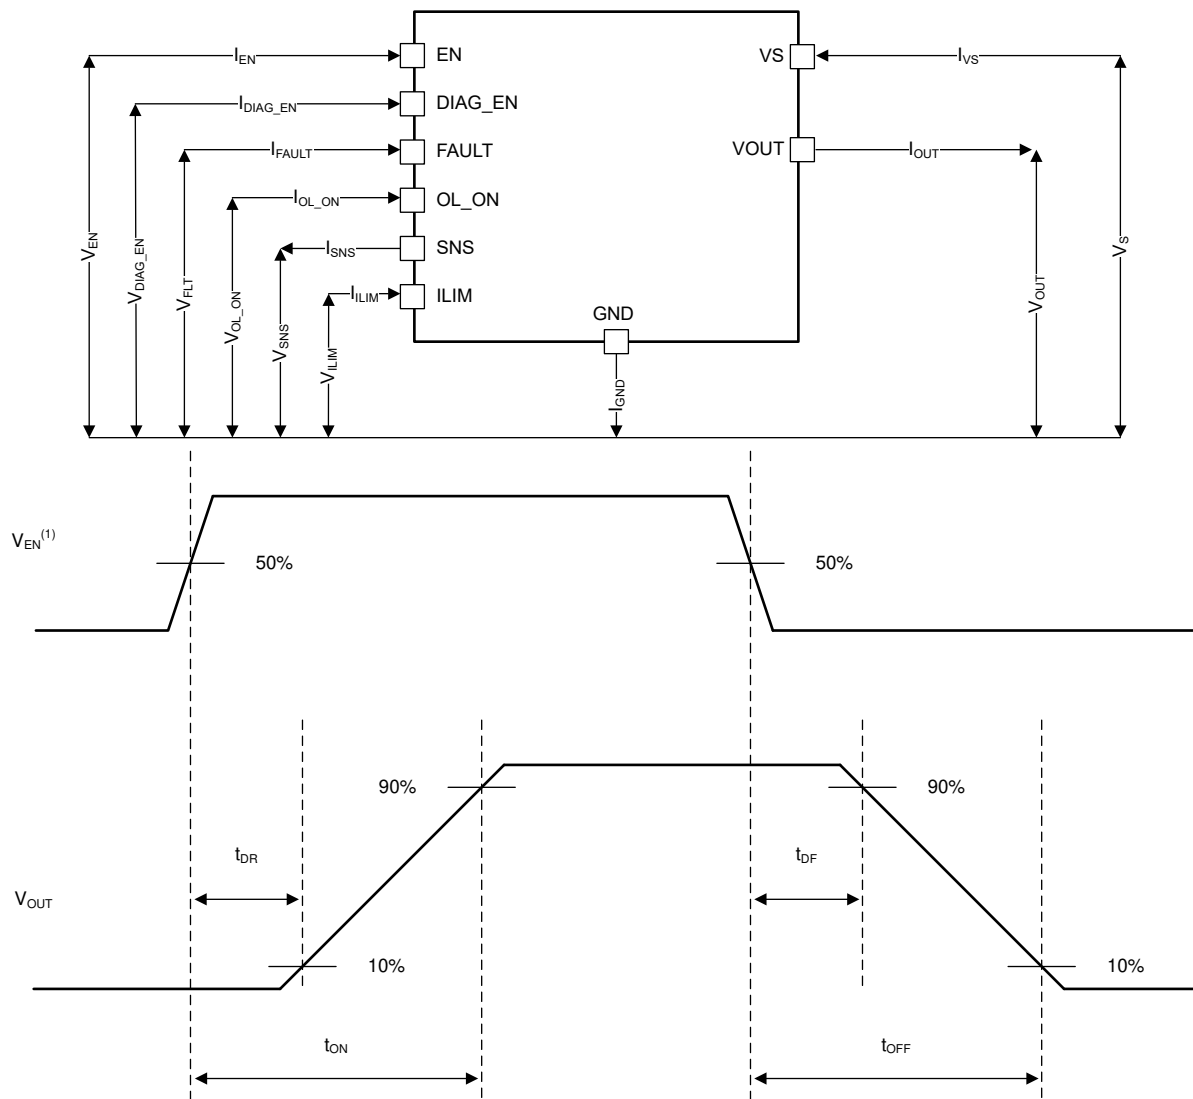 I_EN EN VS I_VS
I_DIAG_EN DIAG_EN
I_FAULT FAULT VOUT I_OUT
I_OL_ON OL_ON
I_SNS SNS
I_ILIM ILIM
GND
V_EN
V_DIAG_EN
V_FLT
V_OL_ON
V_SNS
V_ILIM
I_GND
V_OUT
V_S
V_EN(1)
50% 50%
90% 90%
t_DR t_DF
V_OUT
10% 10%
t_ON t_OFF